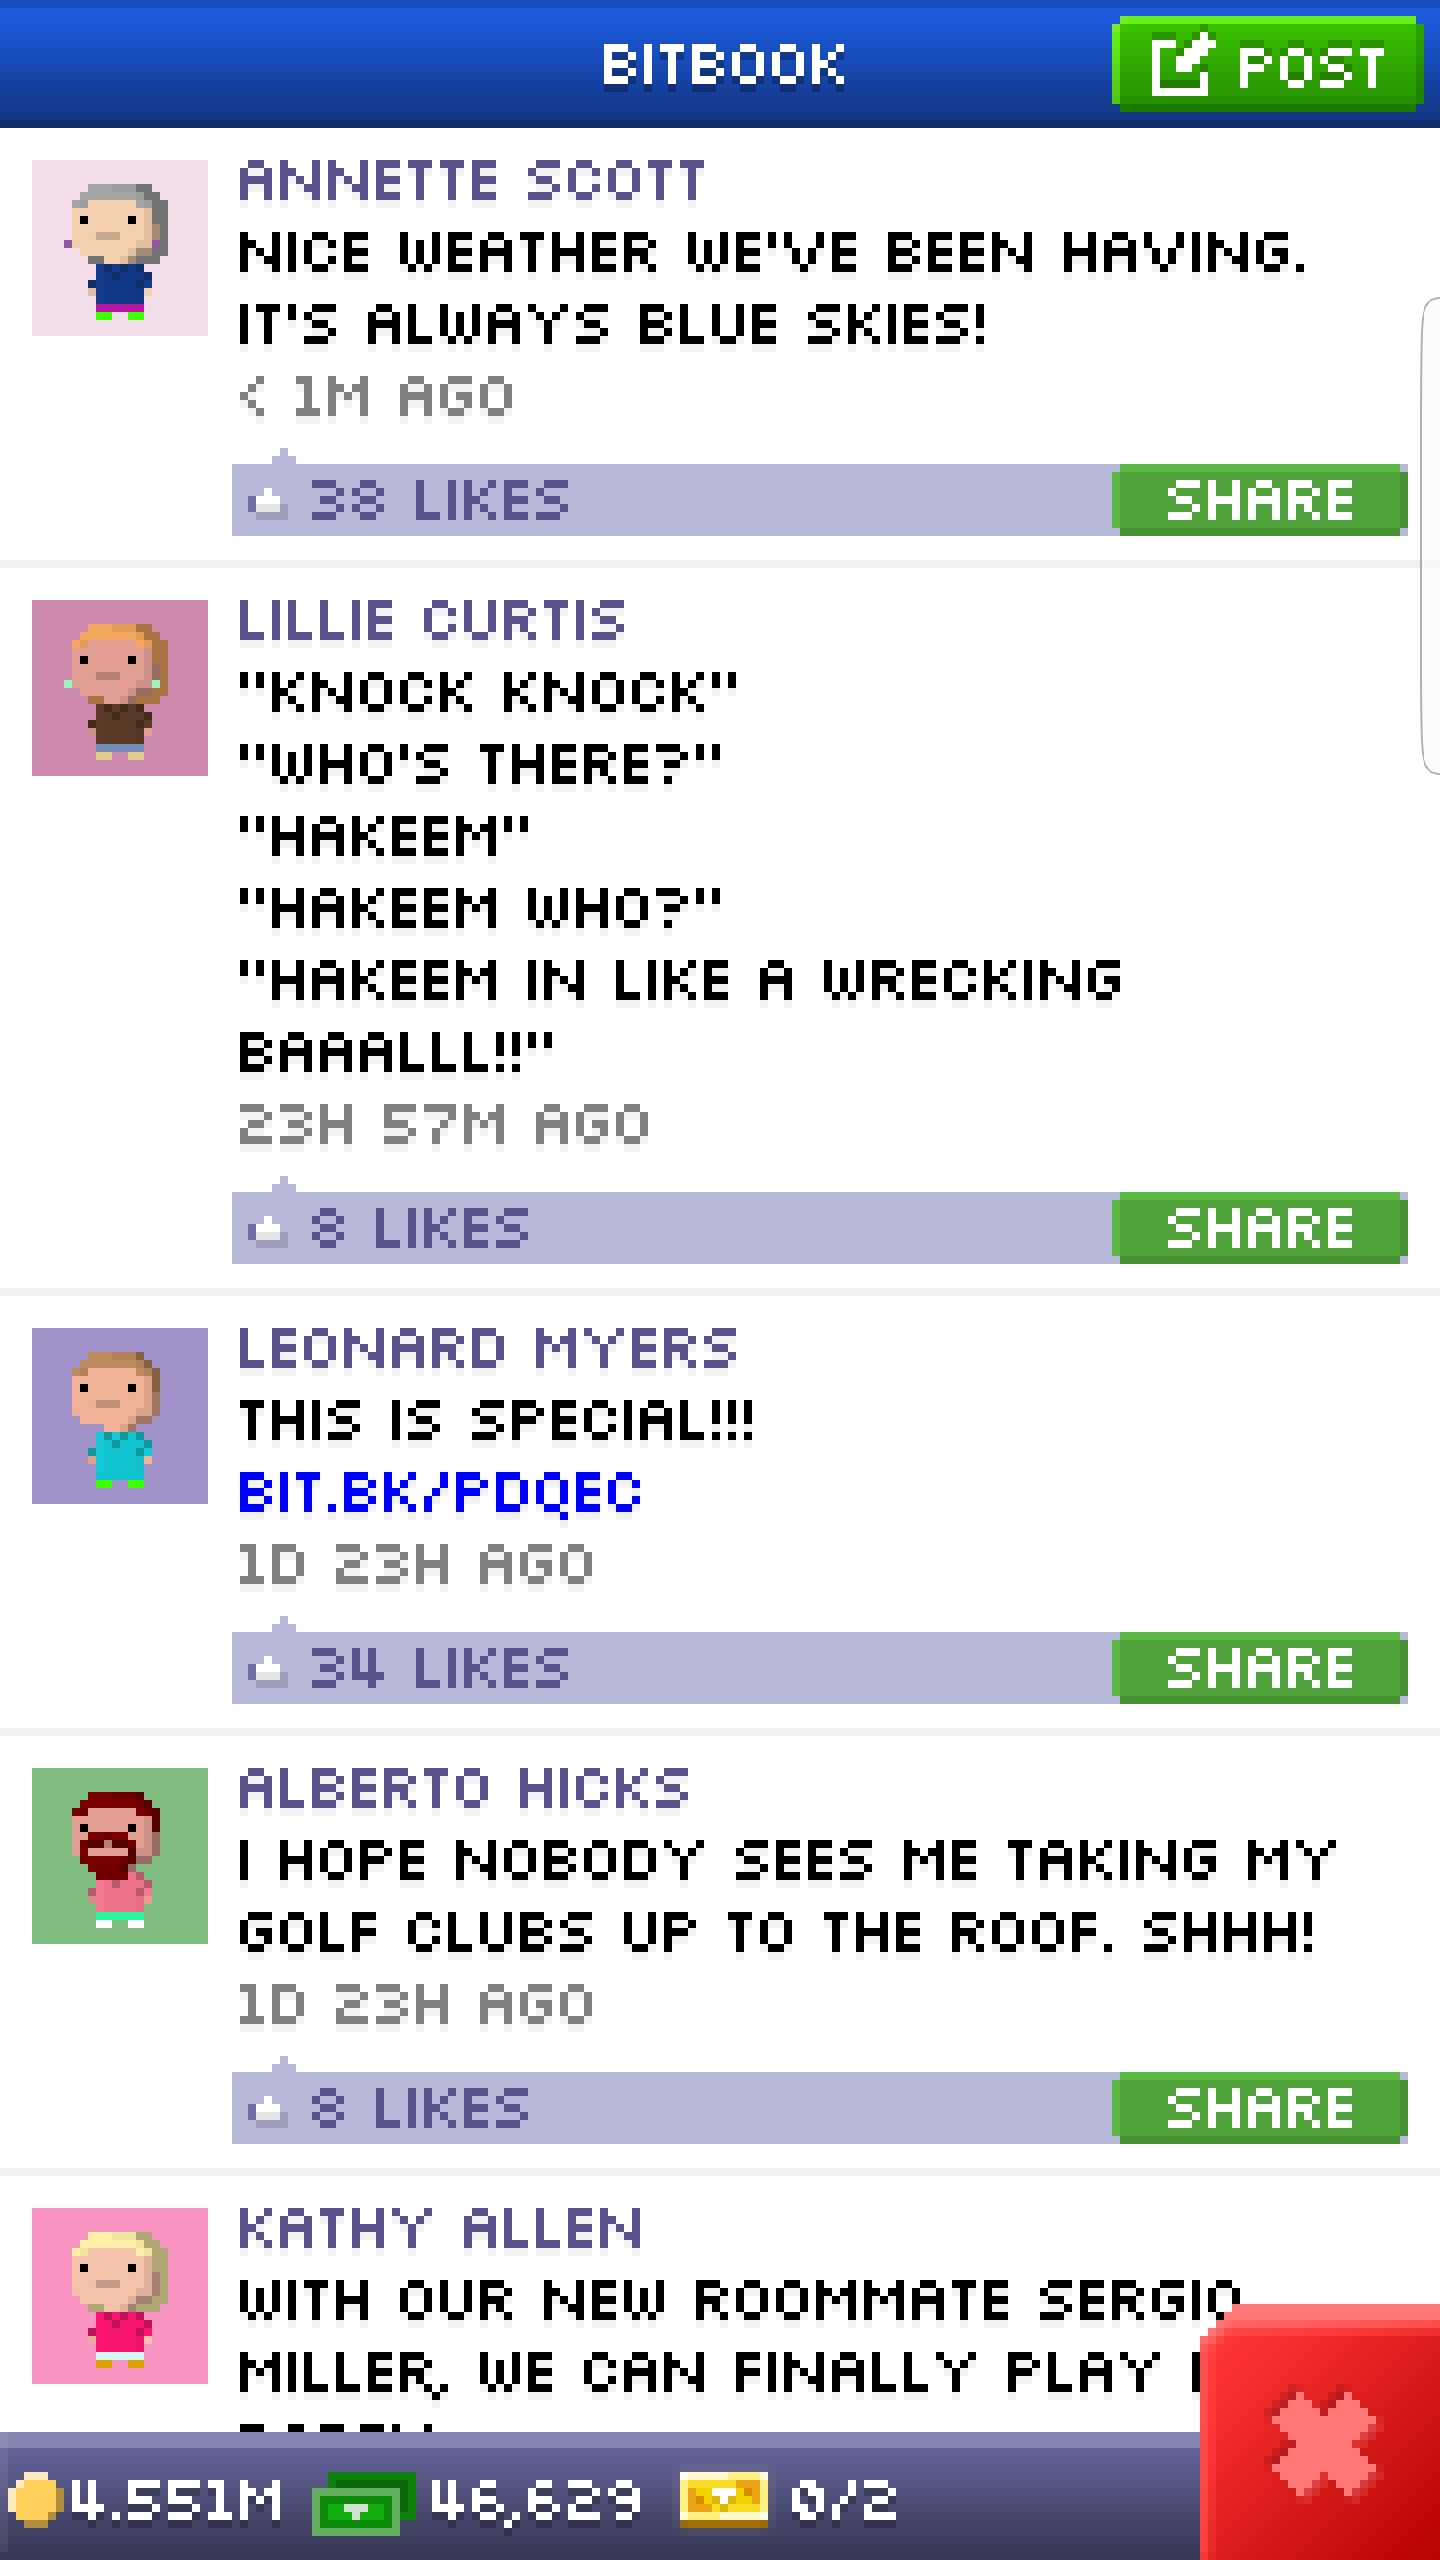 BITBOOK
POST
ANNETTE SCOTT
NICE WEATHER WE'VE BEEN HAVING.
IT'S ALWAYS BLUE SKIES!
< 1M AGO
38 LIKES
SHARE
LILLIE CURTIS
"KNOCK KNOCK"
"WHO'S THERE?"
"HAKEEM"
"HAKEEM WHO?"
"HAKEEM IN LIKE A WRECKING
BAAALLL!!"
23H 57M AGO
8 LIKES
SHARE
LEONARD MYERS
THIS IS SPECIAL!!!
BIT.BK/PDQEC
1D 23H AGO
34 LIKES
SHARE
ALBERTO HICKS
I HOPE NOBODY SEES ME TAKING MY
GOLF CLUBS UP TO THE ROOF. SHHH!
1D 23H AGO
8 LIKES
SHARE
KATHY ALLEN
WITH OUR NEW ROOMMATE SERGIO
MILLER, WE CAN FINALLY PLAY
4.551M
46,629
0/2